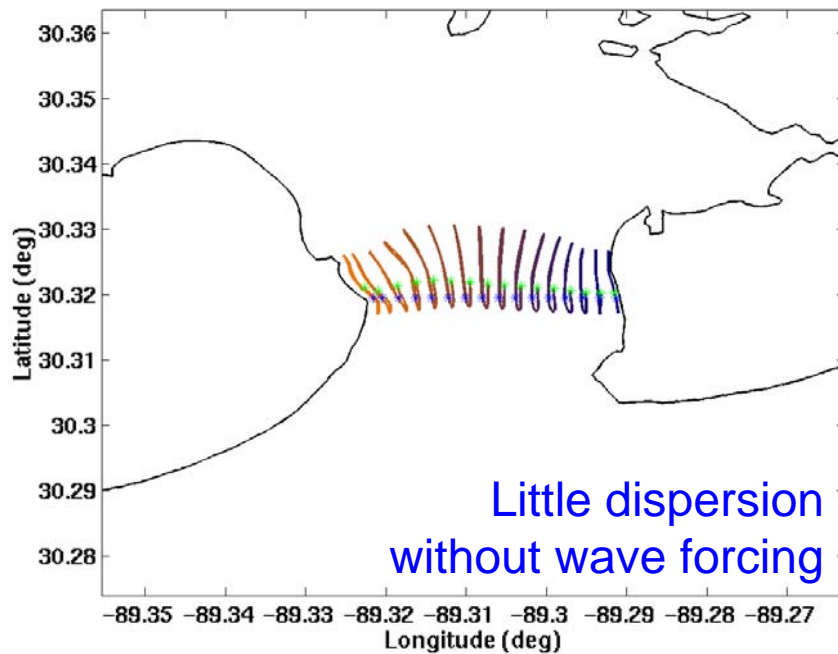 30.36
30.35
30.34
30.33
30.32
30.31
30.3
30.29
30.28
Latitude (deg)
Little dispersion
without wave forcing
−89.35 −89.34 −89.33 −89.32 −89.31 −89.3 −89.29 −89.28 −89.27
Longitude (deg)